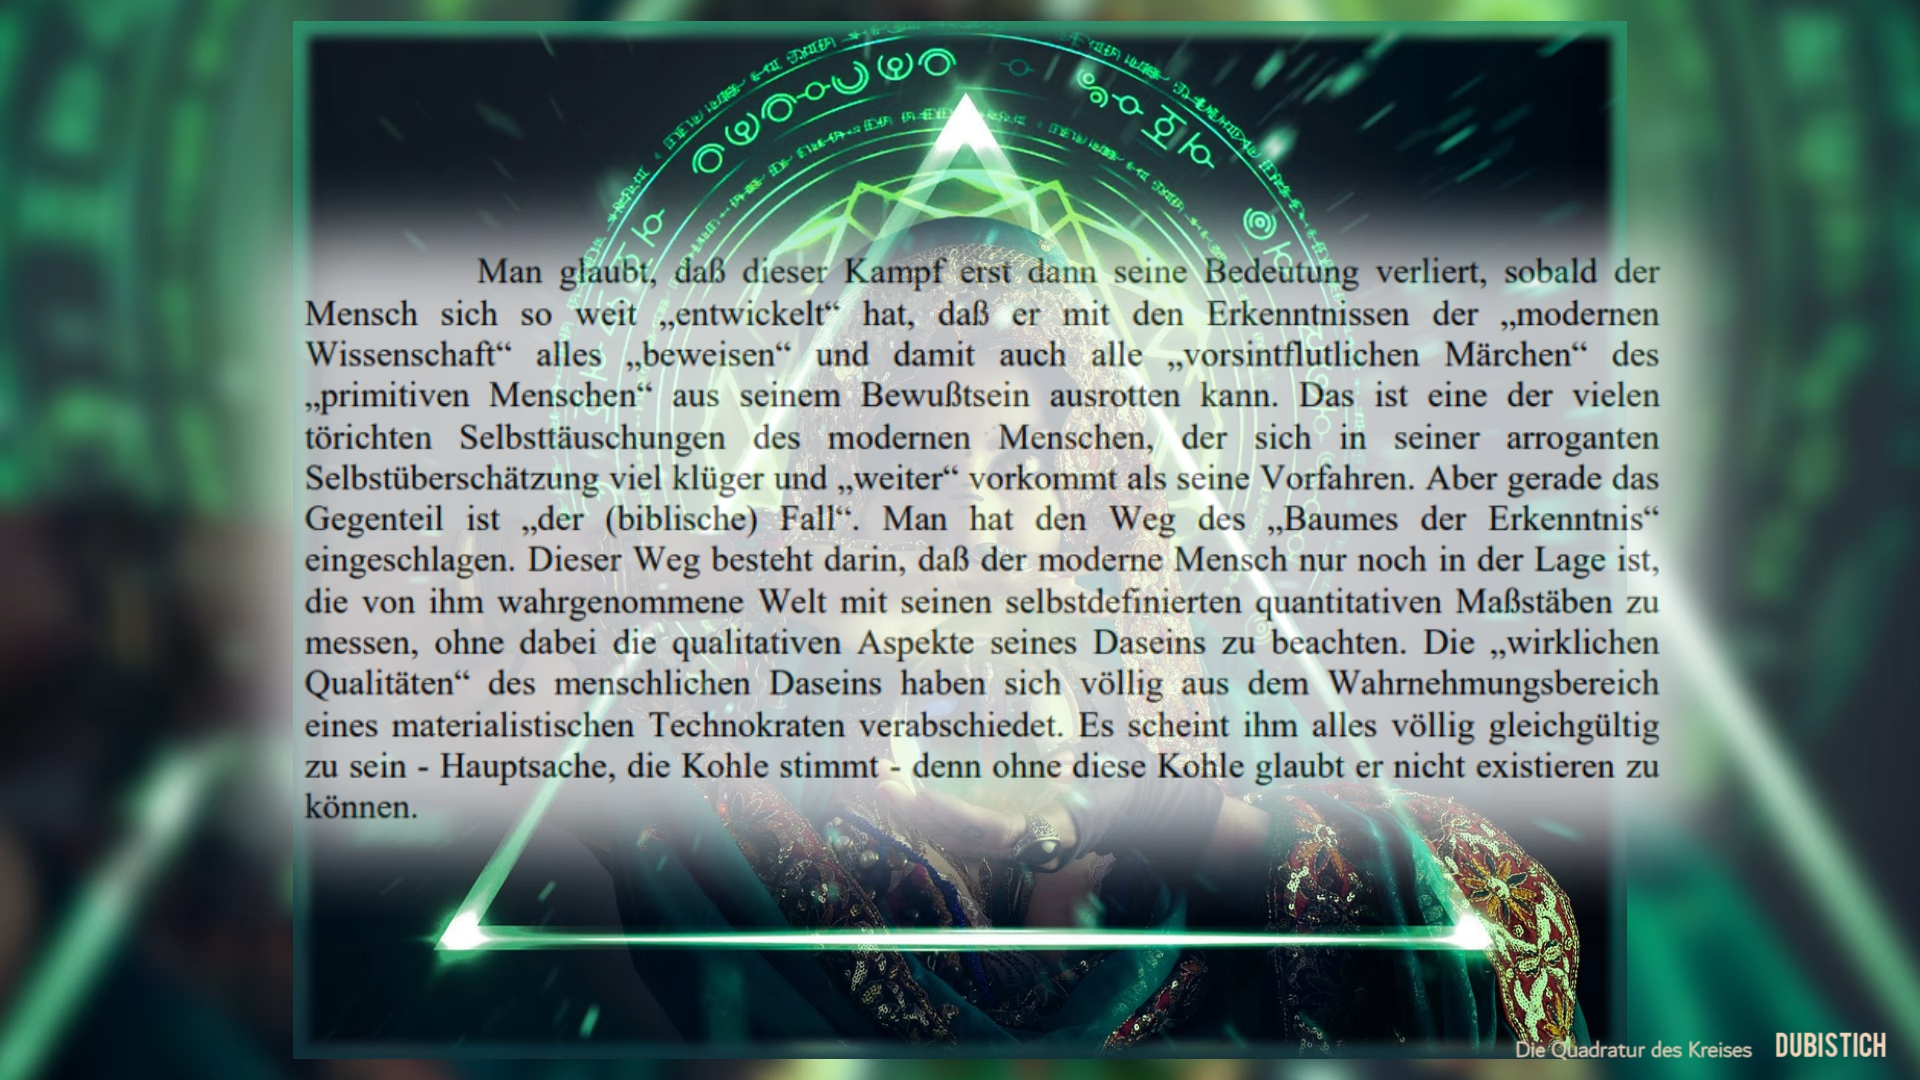 Man glaubt, daß dieser Kampf erst dann seine Bedeutung verliert, sobald der
Mensch sich so weit „entwickelt“ hat, daß er mit den Erkenntnissen der „modernen
Wissenschaft“ alles „beweisen“ und damit auch alle „vorsintflutlichen Märchen“ des
„primitiven Menschen“ aus seinem Bewußtsein ausrotten kann. Das ist eine der vielen
törichten Selbsttäuschungen des modernen Menschen, der sich in seiner arroganten
Selbstüberschätzung viel klüger und „weiter“ vorkommt als seine Vorfahren. Aber gerade das
Gegenteil ist „der (biblische) Fall“. Man hat den Weg des „Baumes der Erkenntnis“
eingeschlagen. Dieser Weg besteht darin, daß der moderne Mensch nur noch in der Lage ist,
die von ihm wahrgenommene Welt mit seinen selbstdefinierten quantitativen Maßstäben zu
messen, ohne dabei die qualitativen Aspekte seines Daseins zu beachten. Die „wirklichen
Qualitäten“ des menschlichen Daseins haben sich völlig aus dem Wahrnehmungsbereich
eines materialistischen Technokraten verabschiedet. Es scheint ihm alles völlig gleichgültig
zu sein - Hauptsache, die Kohle stimmt - denn ohne diese Kohle glaubt er nicht existieren zu
können.
Die Quadratur des Kreises DUBISTICH